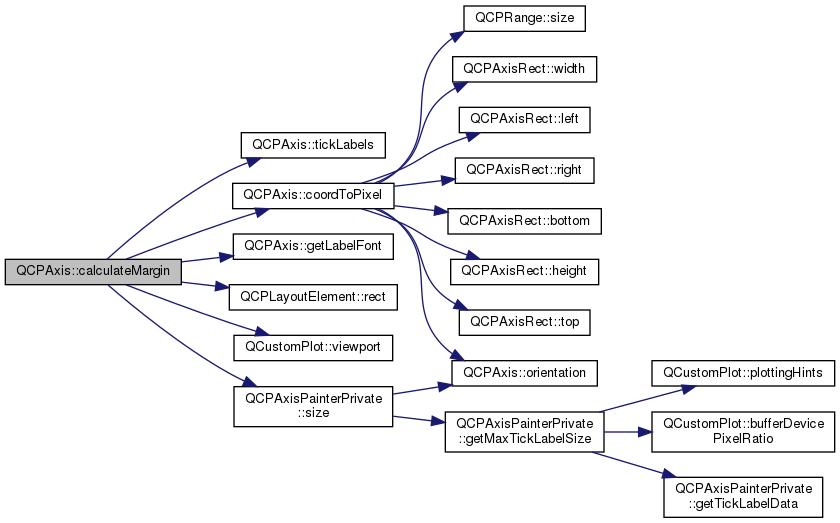 QCPAxis::calculateMargin
QCPAxis::tickLabels
QCPAxis::coordToPixel
QCPAxis::getLabelFont
QCPLayoutElement::rect
QCustomPlot::viewport
QCPAxisPainterPrivate
::size
QCPRange::size
QCPAxisRect::width
QCPAxisRect::left
QCPAxisRect::right
QCPAxisRect::bottom
QCPAxisRect::height
QCPAxisRect::top
QCPAxis::orientation
QCPAxisPainterPrivate
::getMaxTickLabelSize
QCustomPlot::plottingHints
QCustomPlot::bufferDevice
PixelRatio
QCPAxisPainterPrivate
::getTickLabelData